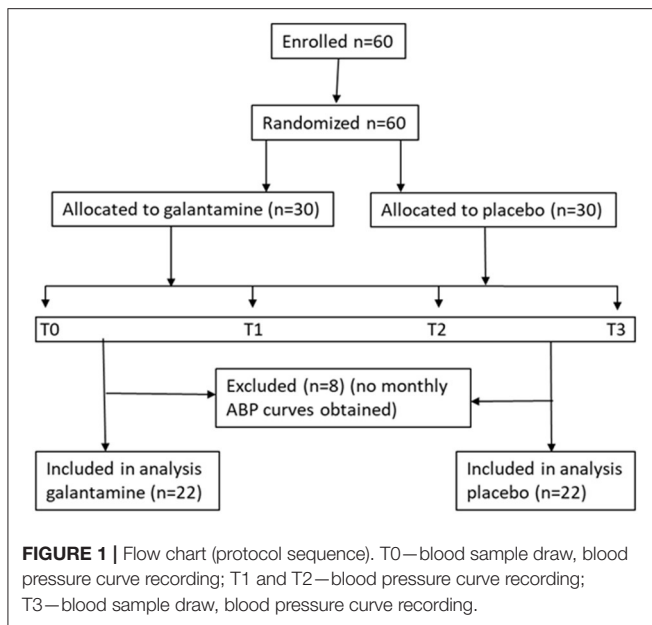 Enrolled n=60
Randomized n=60
Allocated to galantamine (n=30)
Allocated to placebo (n=30)
T0 T1 T2 T3
Excluded (n=8) (no monthly
ABP curves obtained)
Included in analysis
galantamine (n=22)
Included in analysis
placebo (n=22)
FIGURE 1 | Flow chart (protocol sequence). T0—blood sample draw, blood
pressure curve recording; T1 and T2—blood pressure curve recording;
T3—blood sample draw, blood pressure curve recording.